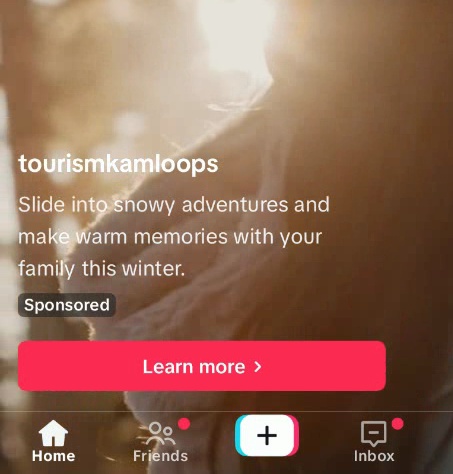 tourismkamloops
Slide into snowy adventures and
make warm memories with your
family this winter.
Sponsored
Learn more >
Home
Friends
Inbox